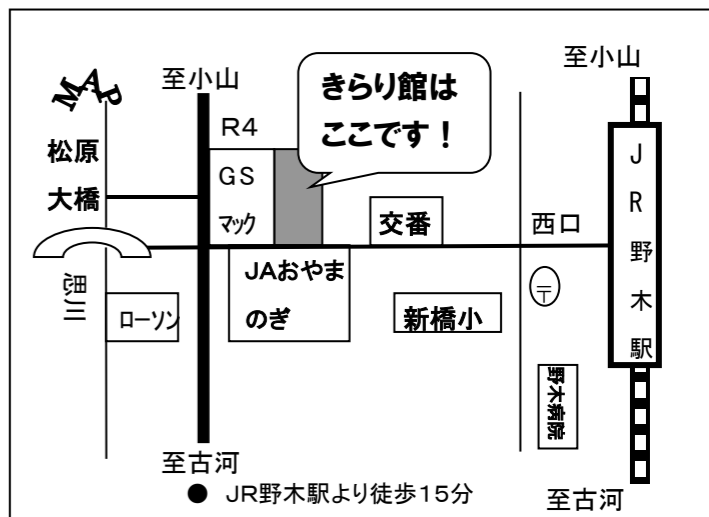 MAP
至小山
至小山
きらり館は
ここです！
R4
松原
大橋
GS
マック
交番
西口
JR野木駅
思川
ローソン
JAおやま
のぎ
新橋小
〒
野木病院
至古河
● JR野木駅より徒歩15分
至古河